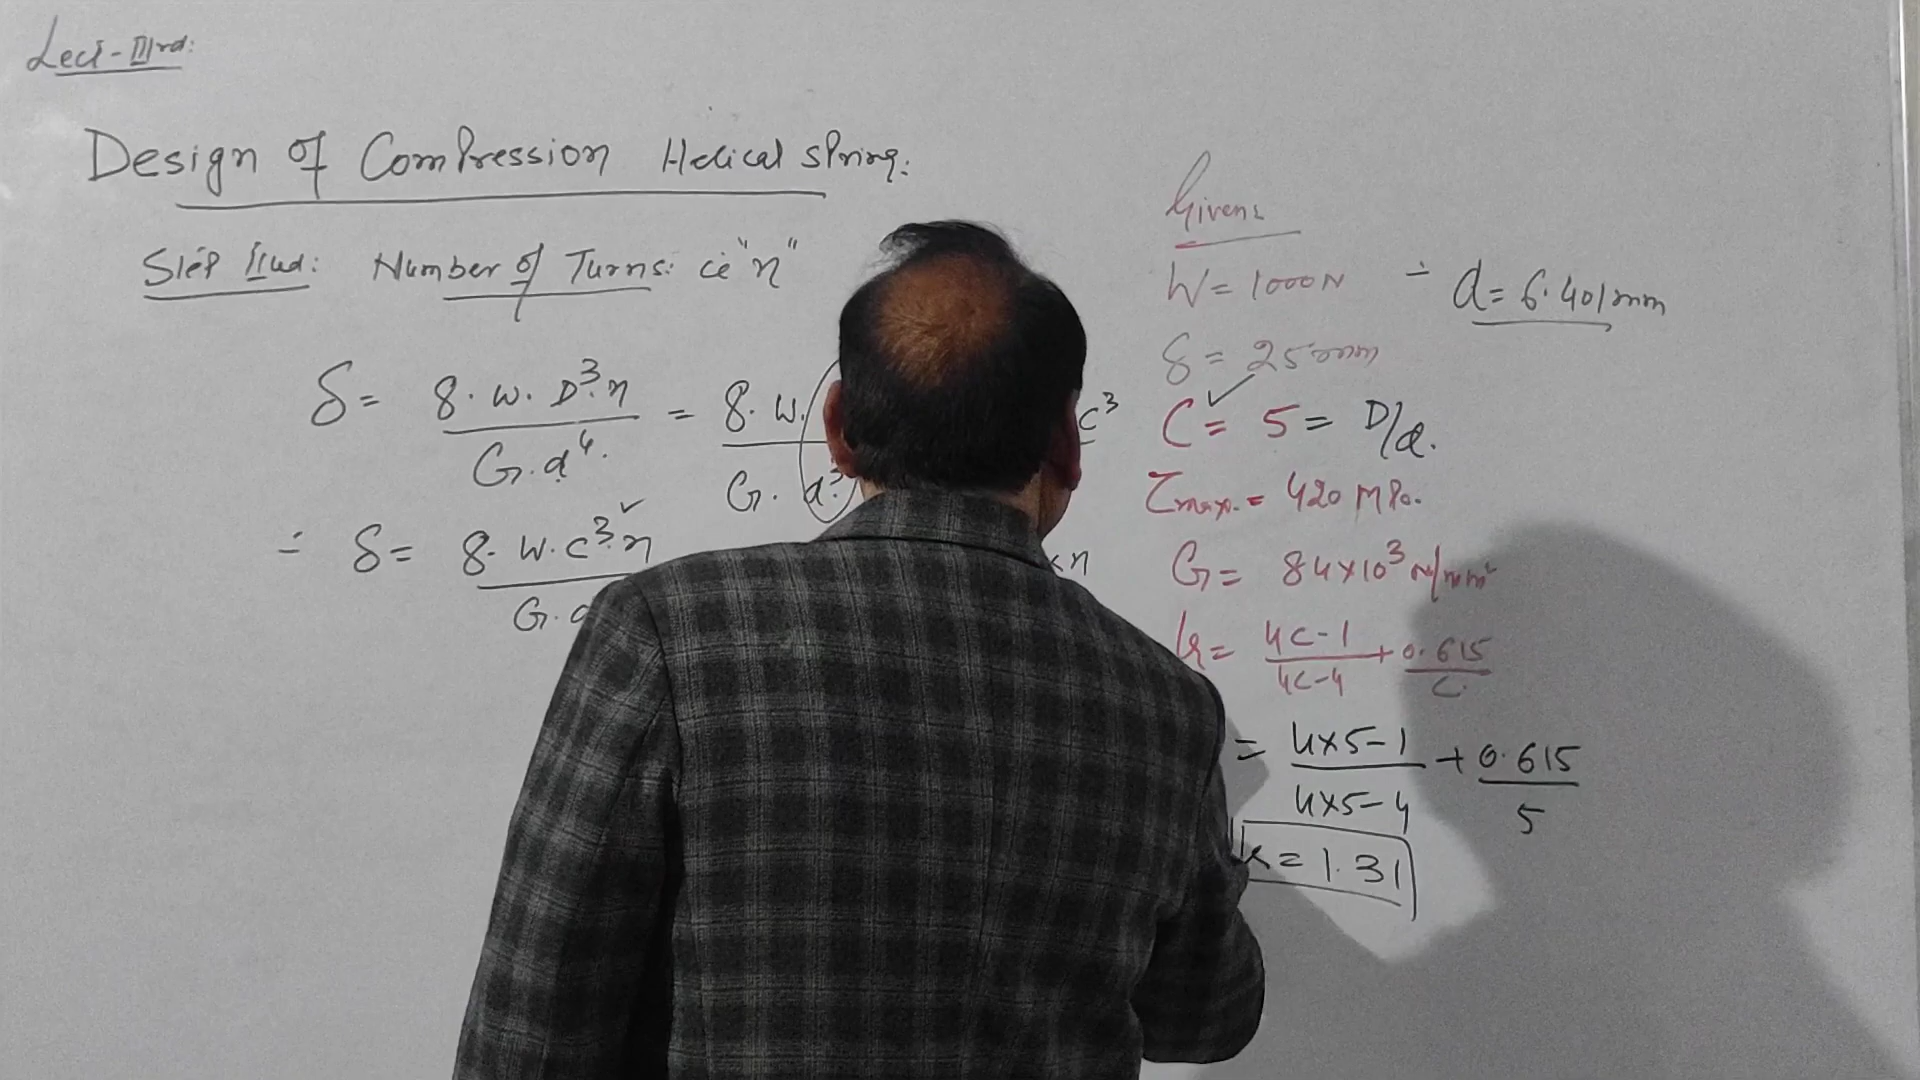 Lect-IIIrd:
Design of Compression Helical Spring:
Step IInd: Number of Turns: ie "n"
δ = 8·W·D³·n / G·d⁴ = 8·W· C³ / G· d³
∴ δ = 8·W·C³·n / G· ×n
Given:
W = 1000N
δ = 25mm
C = 5 = D/d.
τmax. = 420 MPa.
G = 84×10³ N/mm²
k = 4C-1 / 4C-4 + 0.615 / C
= 4×5-1 / 4×5-4 + 0.615 / 5
k = 1.31
∴ d = 6.401mm